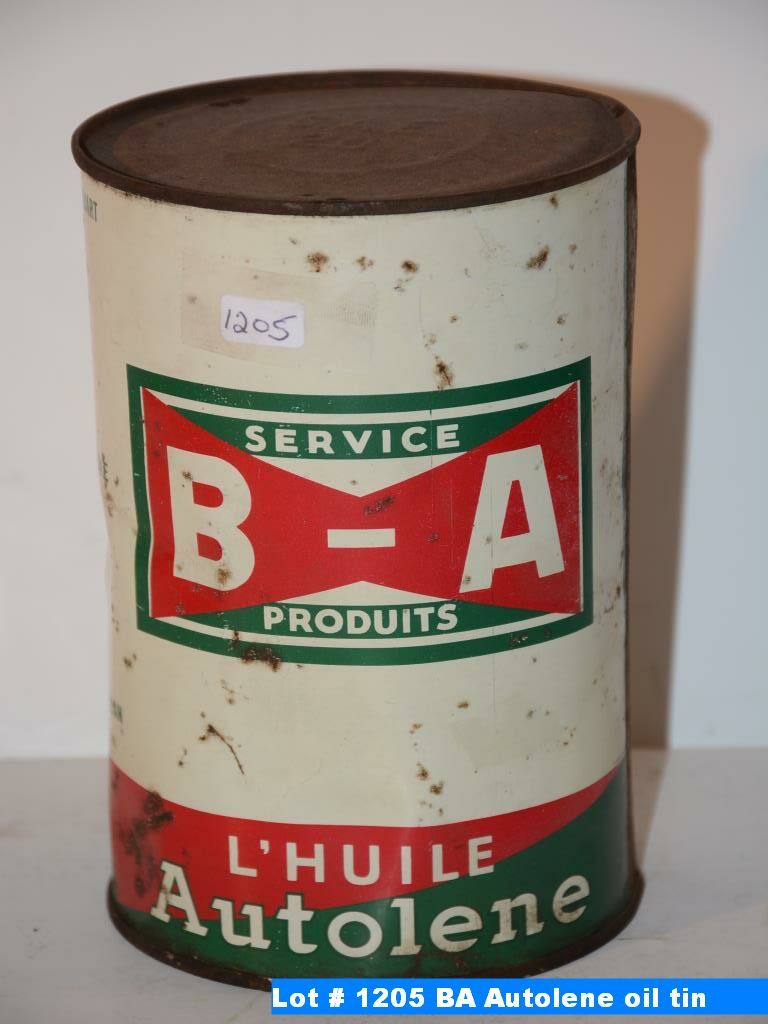 1205
SERVICE
B-A
PRODUITS
L'HUILE
Autolene
Lot # 1205 BA Autolene oil tin